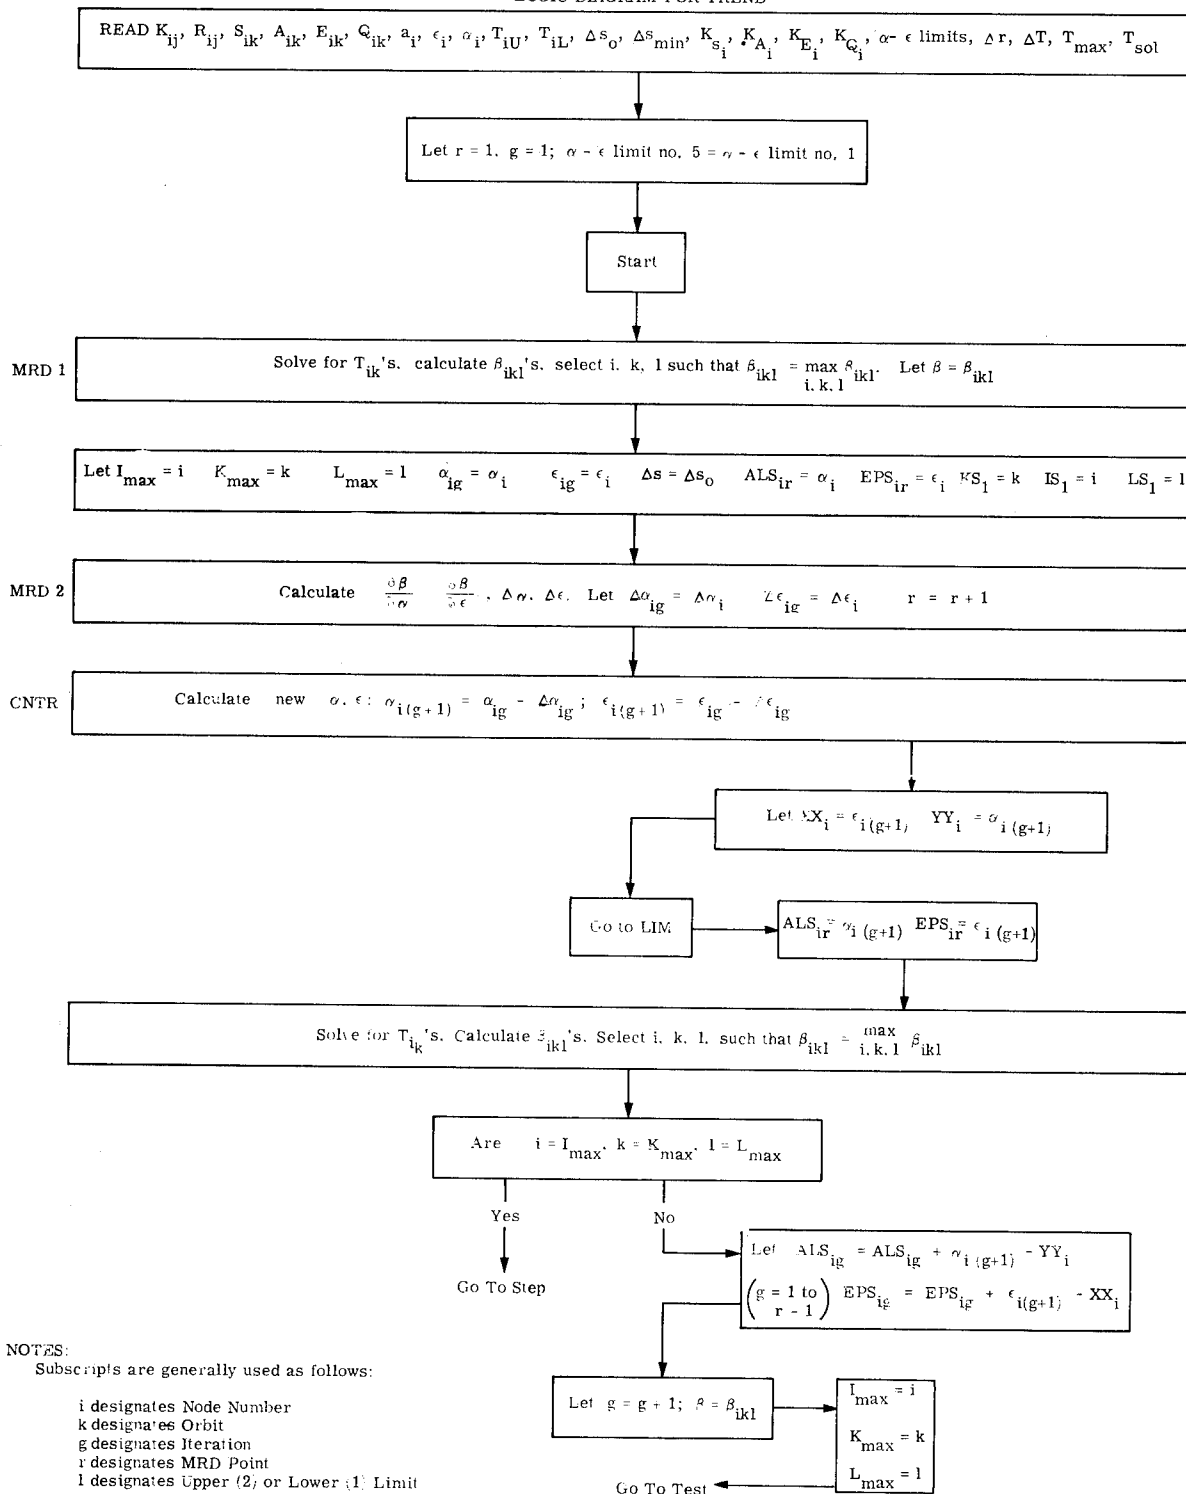 LOGIC DIAGRAM FOR TREND
READ K_ij, R_ij, S_ik, A_ik, E_ik, Q_ik, a_i, ε_i, α_i, T_iU, T_iL, Δs_o, Δs_min, K_s_i, K_A_i, K_E_i, K_Q_i, α- ε limits, Δr, ΔT, T_max, T_sol
Let r = 1. g = 1; α - ε limit no. 5 = α - ε limit no. 1
Start
MRD 1
Solve for T_ik's. calculate β_ikl's. select i. k. l such that β_ikl = max i. k. l β_ikl. Let β = β_ikl
Let I_max = i K_max = k L_max = l α_ig = α_i ε_ig = ε_i Δs = Δs_o ALS_ir = α_i EPS_ir = ε_i KS_1 = k IS_1 = i LS_1 = l
MRD 2
Calculate ∂β/∂α ∂β/∂ε . Δα. Δε. Let Δα_ig = Δα_i Δε_ig = Δε_i r = r + 1
CNTR
Calculate new α. ε: α_i(g+1) = α_ig - Δα_ig; ε_i(g+1) = ε_ig - Δε_ig
Let XX_i = ε_i(g+1) YY_i = α_i(g+1)
Go to LIM
ALS_ir = α_i(g+1) EPS_ir = ε_i(g+1)
Solve for T_i_k's. Calculate β_ikl's. Select i. k. l. such that β_ikl = max i. k. l β_ikl
Are i = I_max. k = K_max. l = L_max
Yes No
Go To Step
Let ALS_ig = ALS_ig + α_i(g+1) - YY_i
(g = 1 to r - 1) EPS_ig = EPS_ig + ε_i(g+1) - XX_i
Let g = g + 1; β = β_ikl
I_max = i
K_max = k
L_max = l
Go To Test
NOTES:
Subscripts are generally used as follows:
i designates Node Number
k designates Orbit
g designates Iteration
r designates MRD Point
l designates Upper (2) or Lower (1) Limit